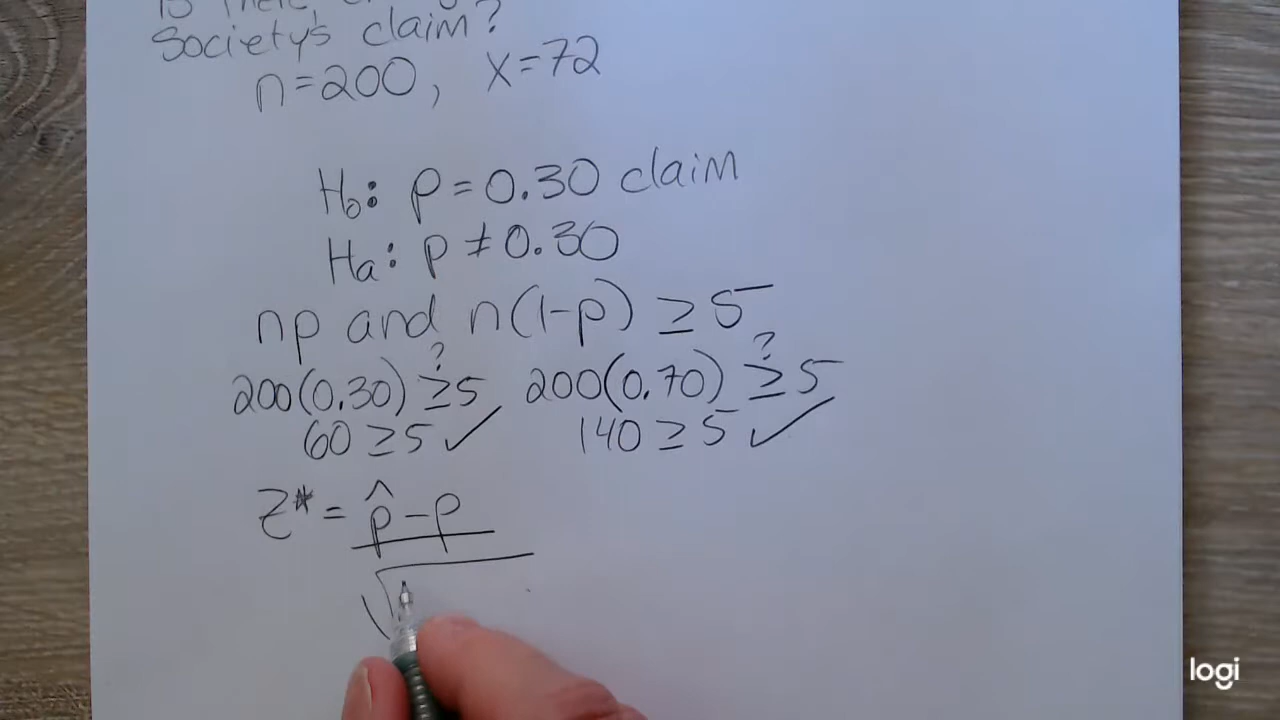 Society's claim?
n=200, x=72
H₀: p=0.30 claim
Hₐ: p≠0.30
np and n(1-p) ≥5
200(0.30) ≥? 5 200(0.70) ≥? 5
60≥5✓ 140≥5✓
Z* = p̂-p
√
logi